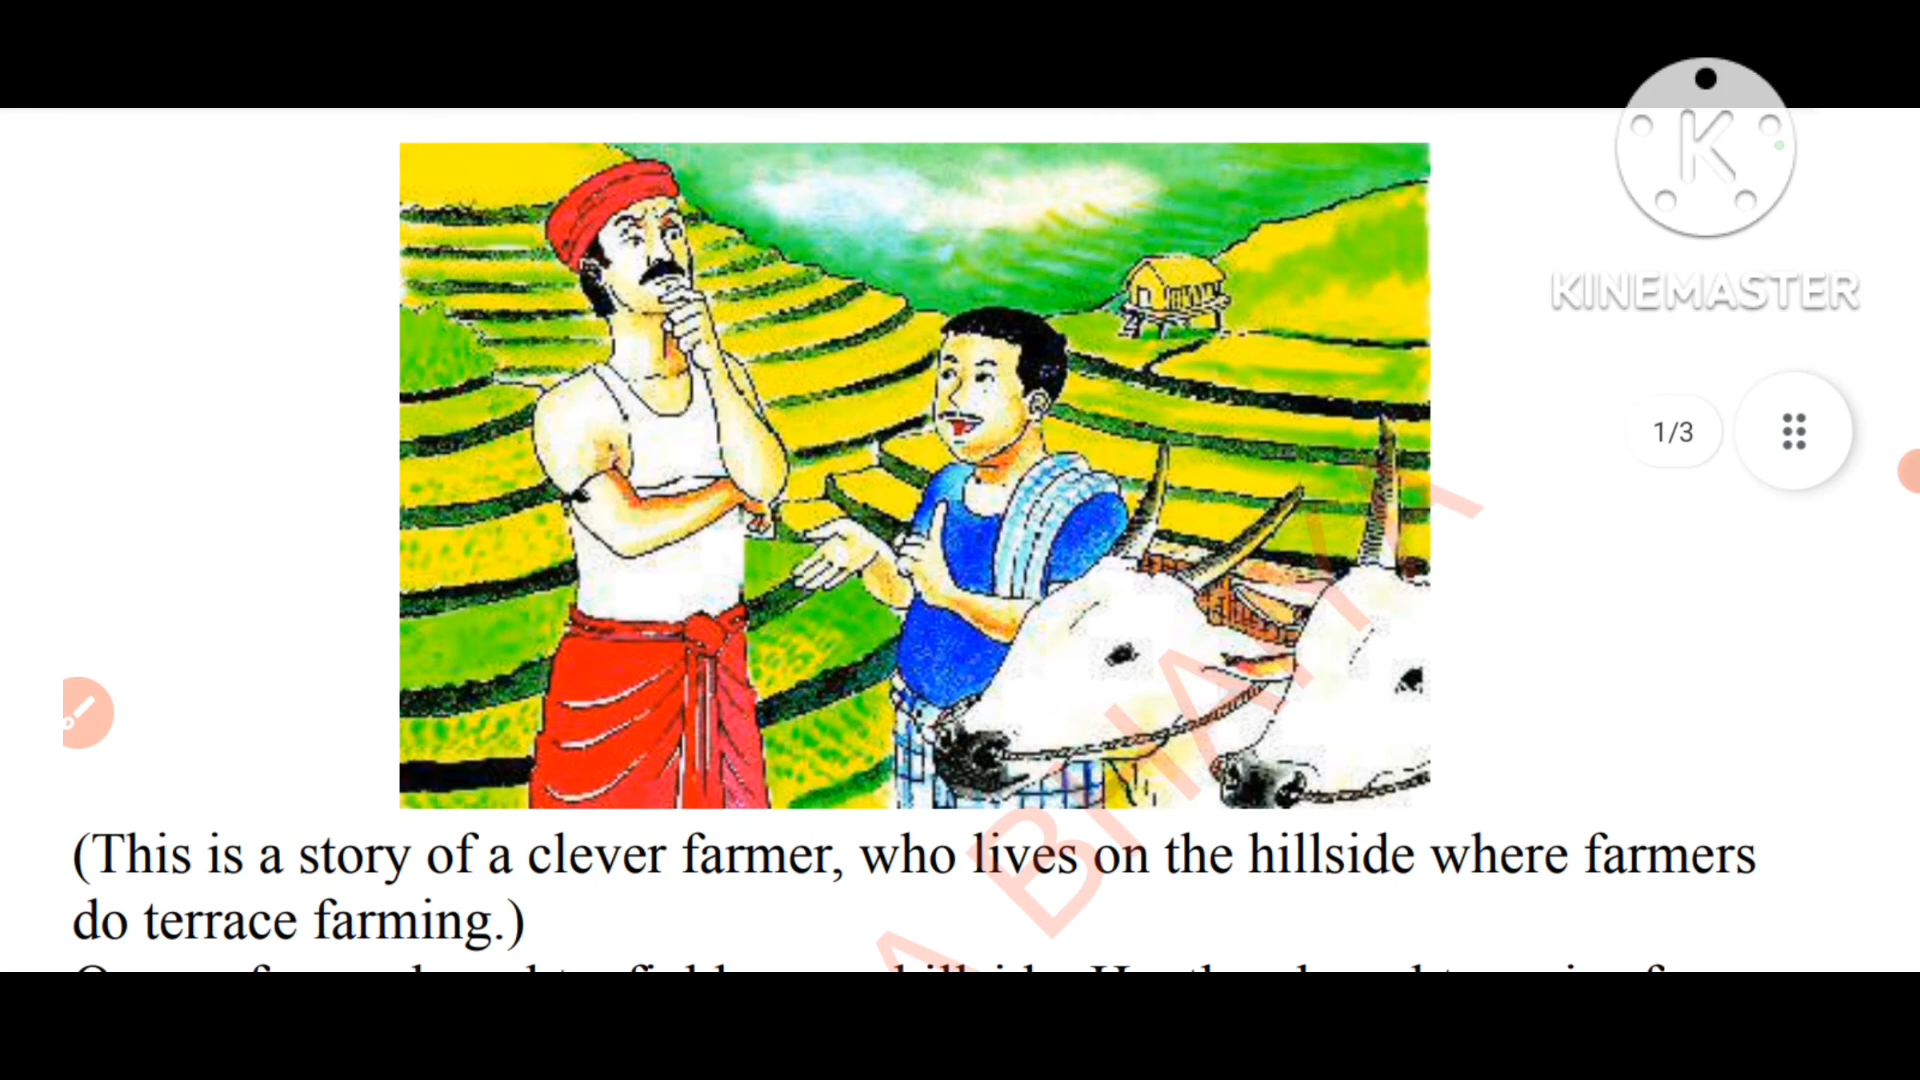 K
KINEMASTER
1/3
(This is a story of a clever farmer, who lives on the hillside where farmers
do terrace farming.)